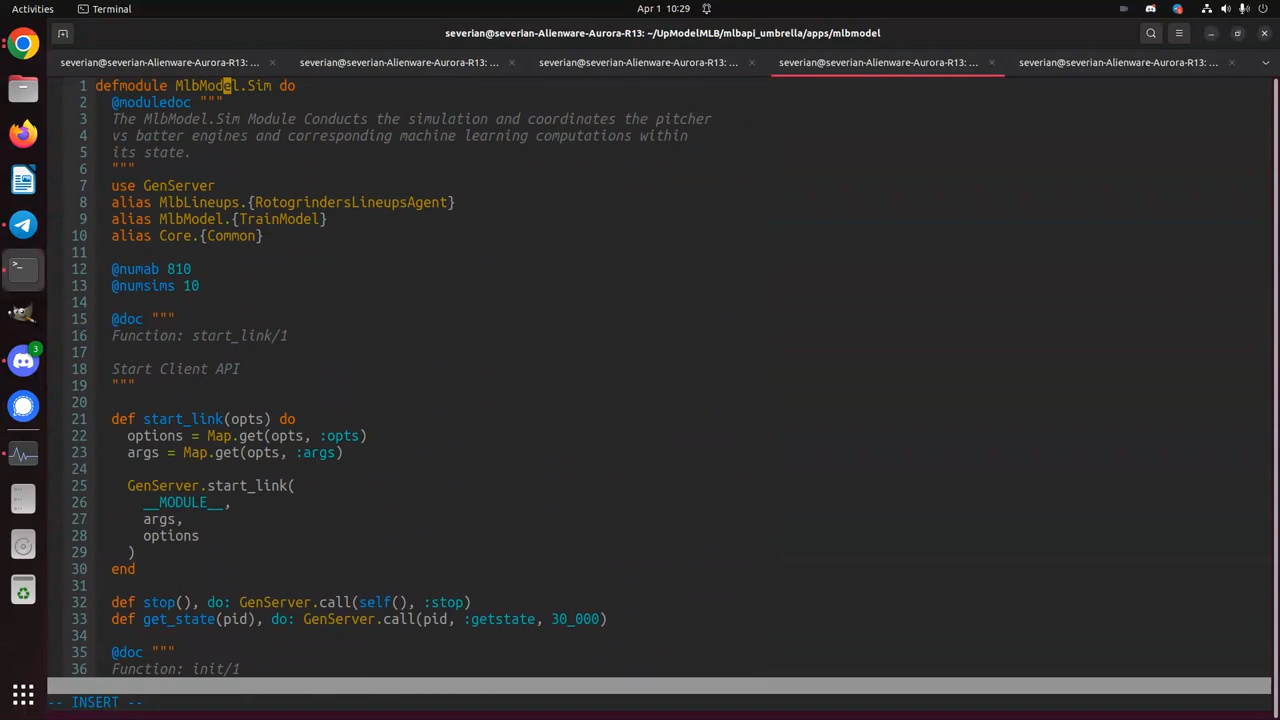 Activities
Terminal
Apr 1 10:29
severian@severian-Alienware-Aurora-R13: ~/UpModelMLB/mlbapi_umbrella/apps/mlbmodel
severian@severian-Alienware-Aurora-R13: ... × severian@severian-Alienware-Aurora-R13: ... × severian@severian-Alienware-Aurora-R13: ... × severian@severian-Alienware-Aurora-R13: ... × severian@severian-Alienware-Aurora-R13: ... ×
1 defmodule MlbModel.Sim do
2   @moduledoc """
3   The MlbModel.Sim Module Conducts the simulation and coordinates the pitcher
4   vs batter engines and corresponding machine learning computations within
5   its state.
6   """
7   use GenServer
8   alias MlbLineups.{RotogrindersLineupsAgent}
9   alias MlbModel.{TrainModel}
10   alias Core.{Common}
11
12   @numab 810
13   @numsims 10
14
15   @doc """
16   Function: start_link/1
17
18   Start Client API
19   """
20
21   def start_link(opts) do
22     options = Map.get(opts, :opts)
23     args = Map.get(opts, :args)
24
25     GenServer.start_link(
26       __MODULE__,
27       args,
28       options
29     )
30   end
31
32   def stop(), do: GenServer.call(self(), :stop)
33   def get_state(pid), do: GenServer.call(pid, :getstate, 30_000)
34
35   @doc """
36   Function: init/1
-- INSERT --
3